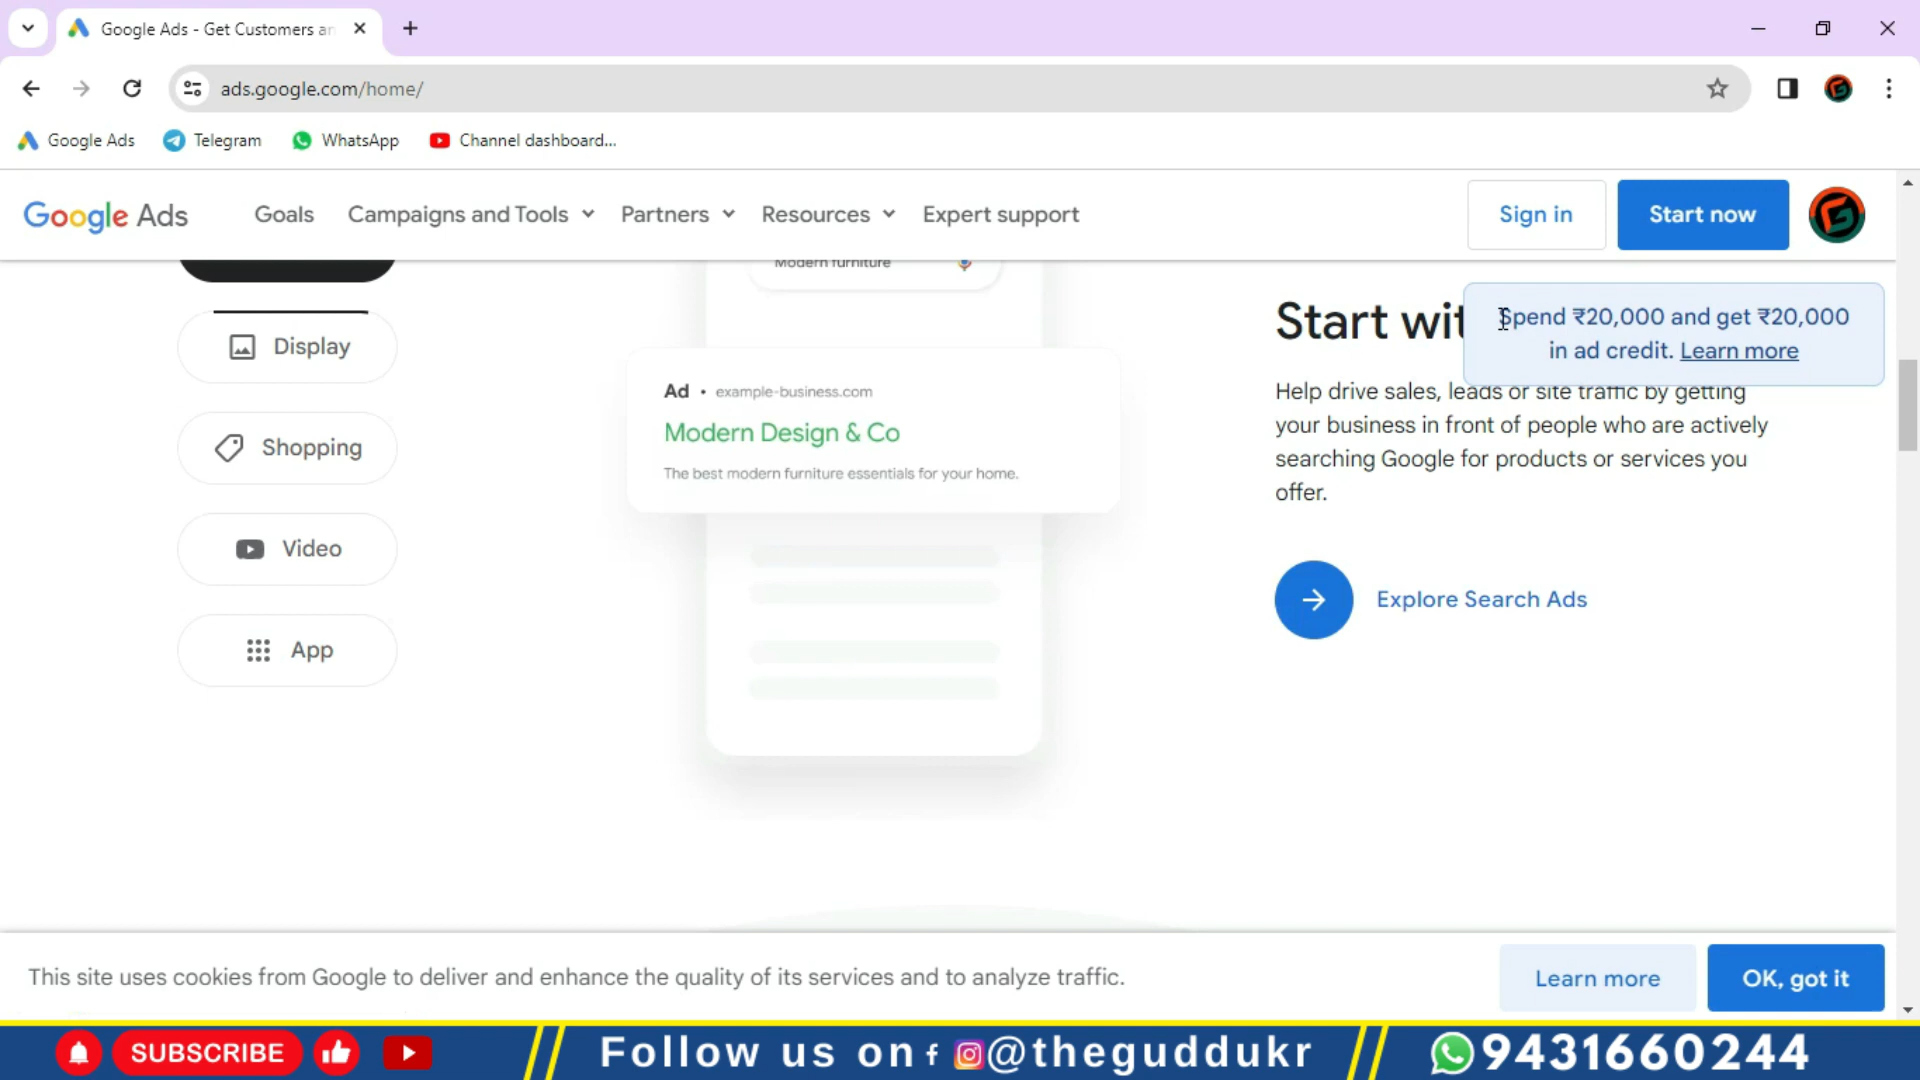 Google Ads - Get Customers an
ads.google.com/home/
Google Ads Telegram WhatsApp Channel dashboard...
Google Ads Goals Campaigns and Tools Partners Resources Expert support Sign in Start now
Modern furniture
Spend ₹20,000 and get ₹20,000
in ad credit. Learn more
Start wit
Display
Shopping
Video
App
Ad • example-business.com
Modern Design & Co
The best modern furniture essentials for your home.
Help drive sales, leads or site traffic by getting
your business in front of people who are actively
searching Google for products or services you
offer.
Explore Search Ads
This site uses cookies from Google to deliver and enhance the quality of its services and to analyze traffic. Learn more OK, got it
SUBSCRIBE Follow us on f @theguddukr 9431660244